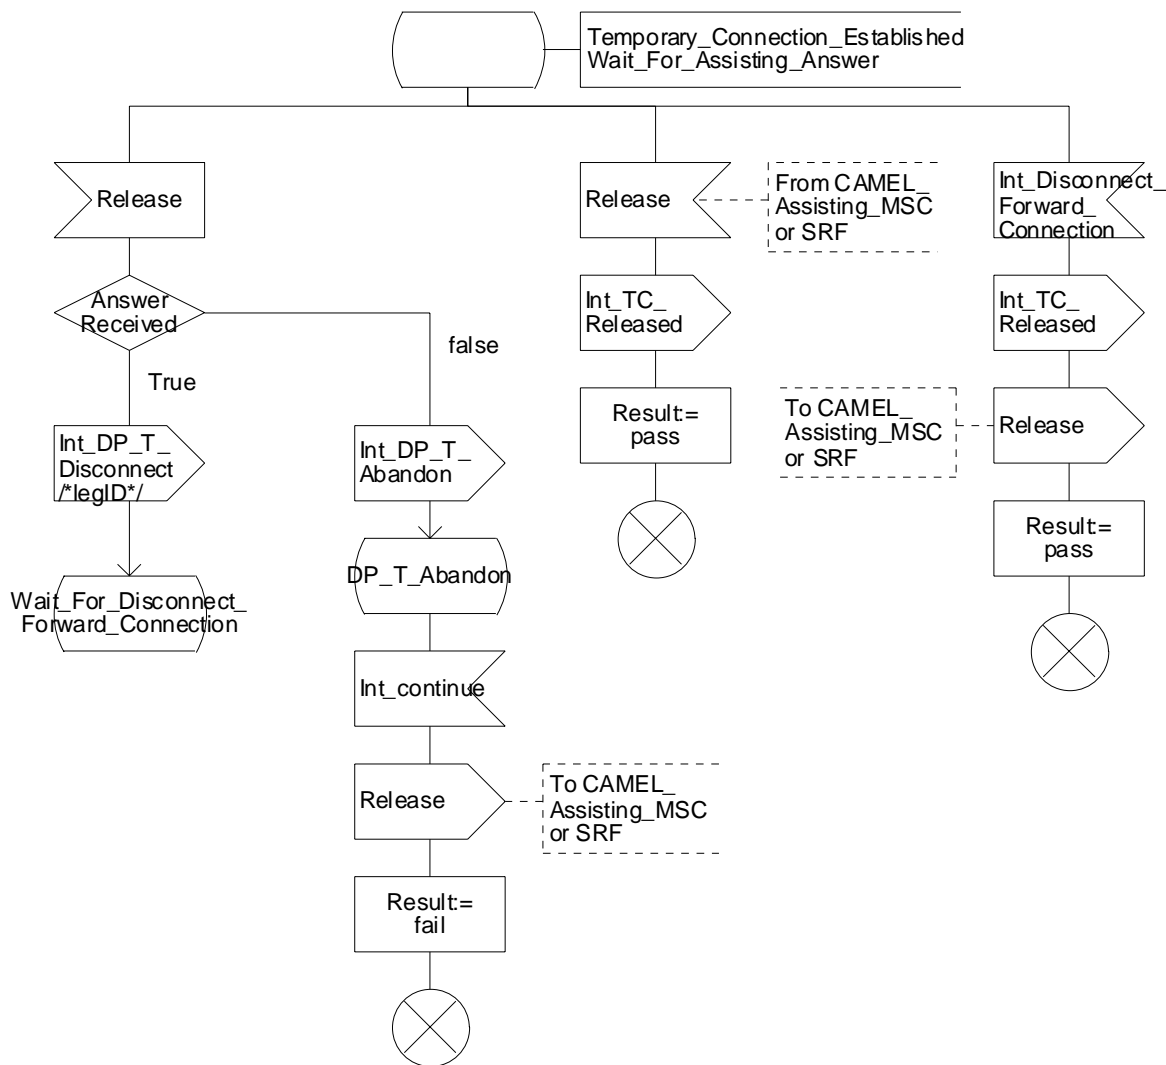 Temporary_Connection_Established
Wait_For_Assisting_Answer
Release
Release
From CAMEL_
Assisting_MSC
or SRF
Int_Disconnect_
Forward_
Connection
Answer
Received
false
True
Int_TC_
Released
Int_TC_
Released
Result:=
pass
To CAMEL_
Assisting_MSC
or SRF
Release
Int_DP_T_
Disconnect
/*legID*/
Int_DP_T_
Abandon
Result:=
pass
DP_T_Abandon
Wait_For_Disconnect_
Forward_Connection
Int_continue
Release
To CAMEL_
Assisting_MSC
or SRF
Result:=
fail